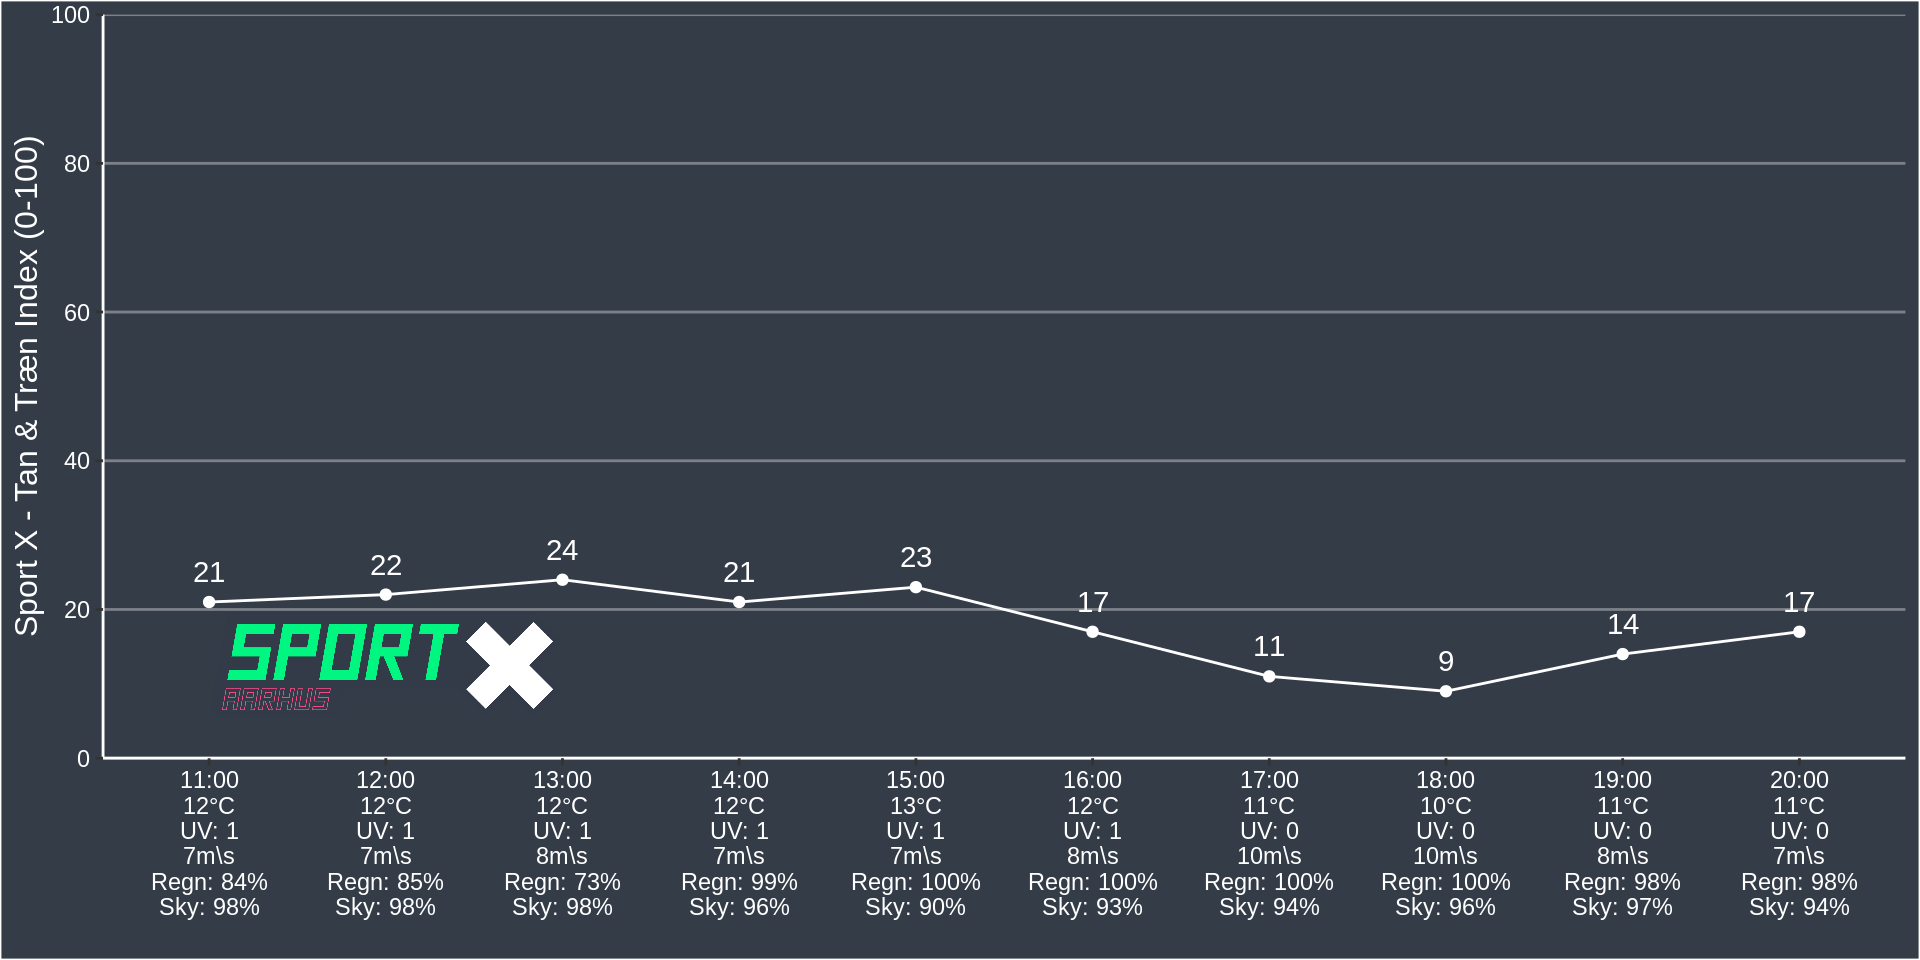 Sport X - Tan & Træn Index (0-100)
100
80
60
40
20
0
21 22 24 21 23 17 11 9 14 17
SPORT X
AARHUS
11:00 12:00 13:00 14:00 15:00 16:00 17:00 18:00 19:00 20:00
12°C 12°C 12°C 12°C 13°C 12°C 11°C 10°C 11°C 11°C
UV: 1 UV: 1 UV: 1 UV: 1 UV: 1 UV: 1 UV: 0 UV: 0 UV: 0 UV: 0
7m\s 7m\s 8m\s 7m\s 7m\s 8m\s 10m\s 10m\s 8m\s 7m\s
Regn: 84% Regn: 85% Regn: 73% Regn: 99% Regn: 100% Regn: 100% Regn: 100% Regn: 100% Regn: 98% Regn: 98%
Sky: 98% Sky: 98% Sky: 98% Sky: 96% Sky: 90% Sky: 93% Sky: 94% Sky: 96% Sky: 97% Sky: 94%